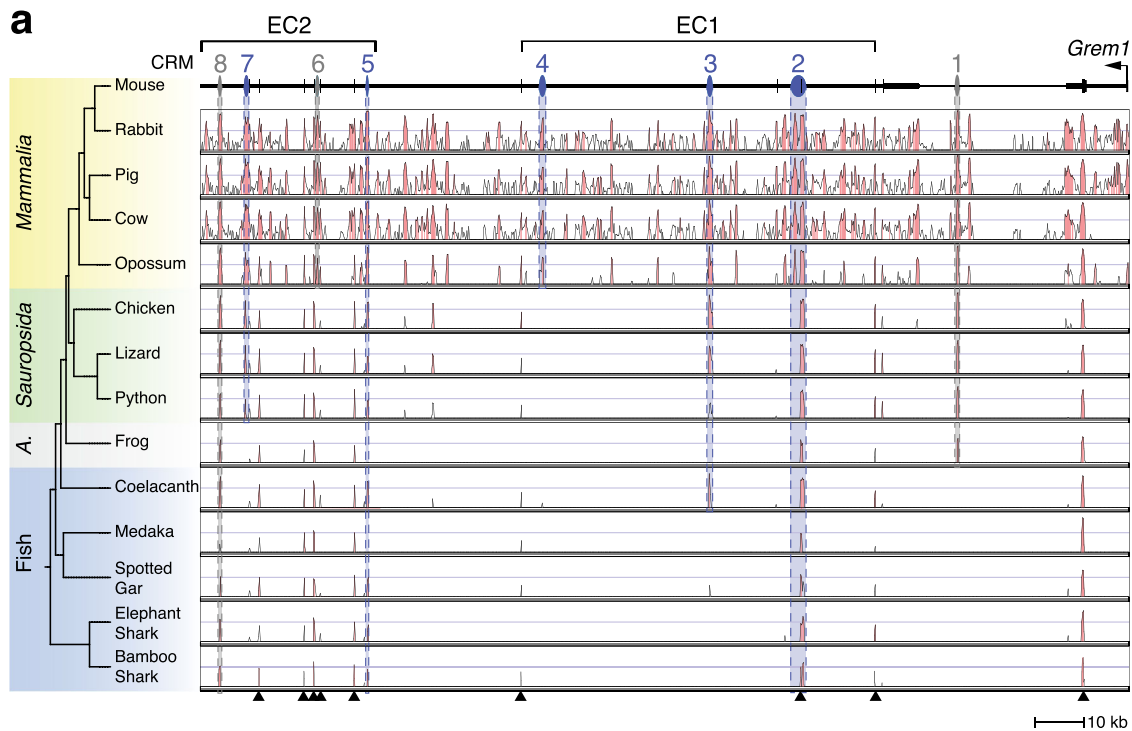 a
EC2 EC1
CRM 8 7 6 5 4 3 2 1 Grem1
Mammalia
Mouse
Rabbit
Pig
Cow
Opossum
Sauropsida
Chicken
Lizard
Python
A.
Frog
Fish
Coelacanth
Medaka
Spotted
Gar
Elephant
Shark
Bamboo
Shark
10 kb